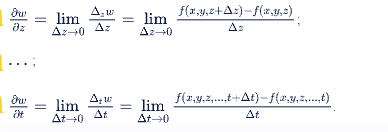 ∂w/∂z = lim_{Δz→0} Δ_z w/Δz = lim_{Δz→0} f(x,y,z+Δz)−f(x,y,z)/Δz ;
... ;
∂w/∂t = lim_{Δt→0} Δ_t w/Δt = lim_{Δt→0} f(x,y,z,...,t+Δt)−f(x,y,z,...,t)/Δt .